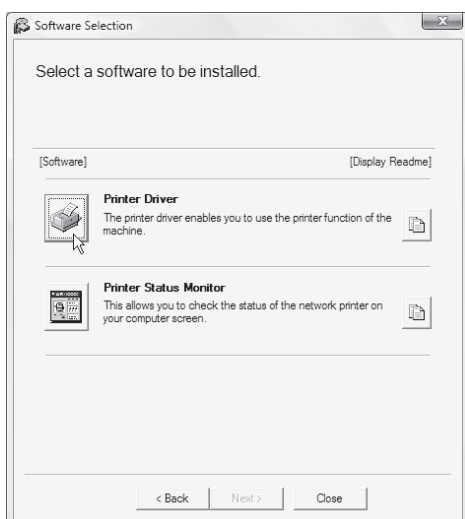 Software Selection
Select a software to be installed.
[Software] [Display Readme]
Printer Driver
The printer driver enables you to use the printer function of the
machine.
Printer Status Monitor
This allows you to check the status of the network printer on
your computer screen.
< Back Next > Close